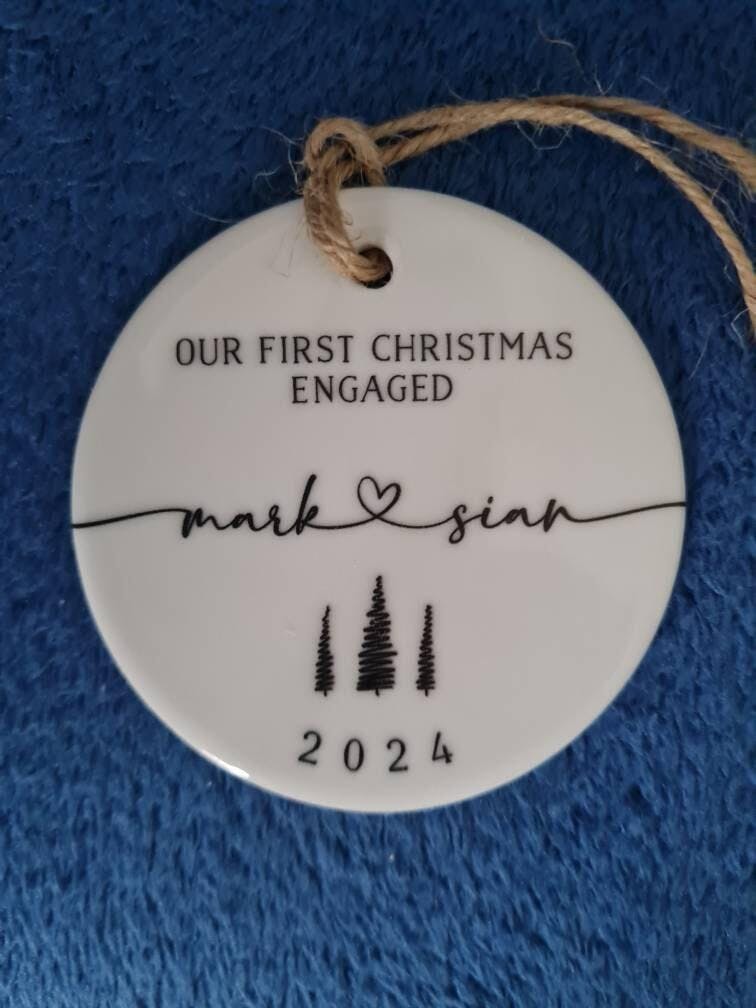 OUR FIRST CHRISTMAS
ENGAGED
mark sian
2024